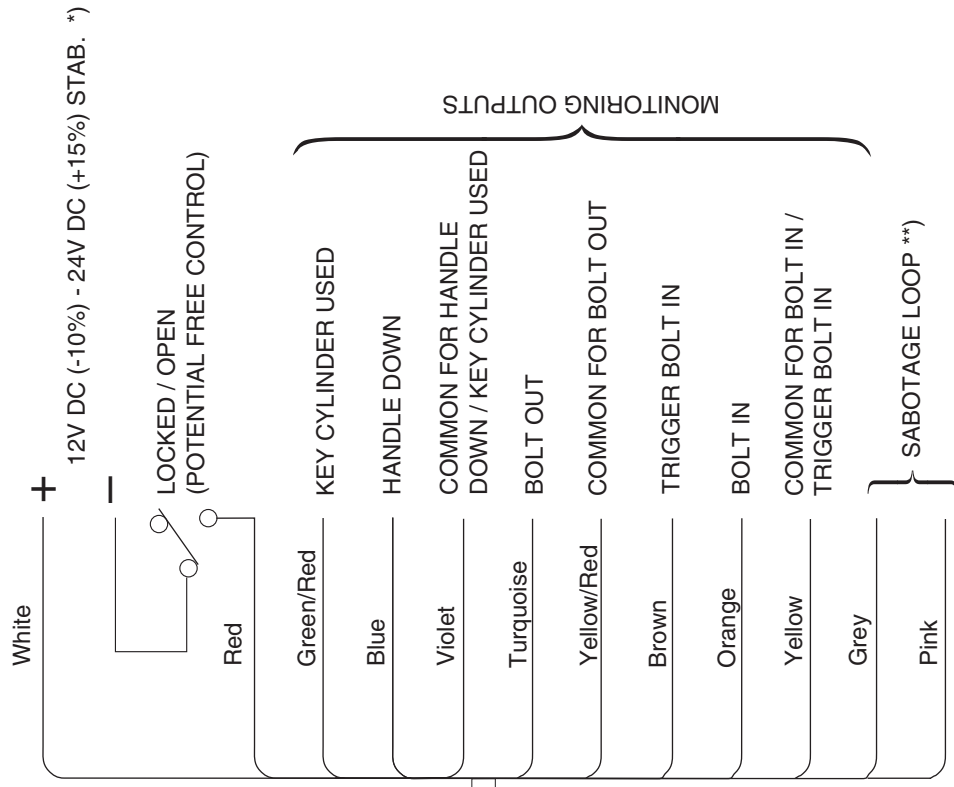 White
+
12V DC (-10%) - 24V DC (+15%) STAB. *)
−
LOCKED / OPEN
(POTENTIAL FREE CONTROL)
Red
Green/Red
KEY CYLINDER USED
Blue
HANDLE DOWN
Violet
COMMON FOR HANDLE
DOWN / KEY CYLINDER USED
Turquoise
BOLT OUT
Yellow/Red
COMMON FOR BOLT OUT
Brown
TRIGGER BOLT IN
Orange
BOLT IN
Yellow
COMMON FOR BOLT IN /
TRIGGER BOLT IN
MONITORING OUTPUTS
Grey
Pink
SABOTAGE LOOP **)